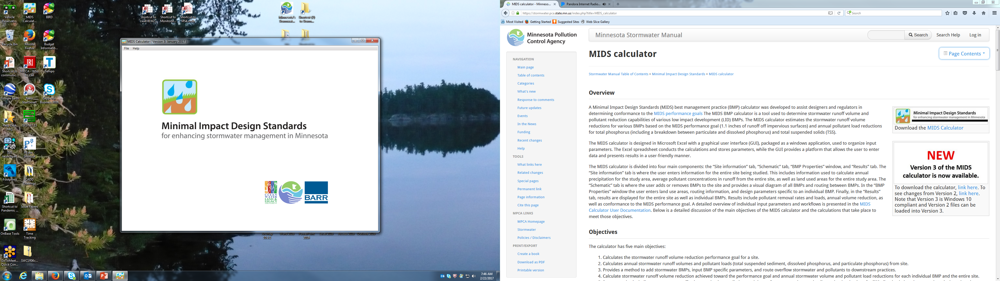 Vehicle
Reservati...
MIDS
Calculat...
BIRD
Shortcut to
cwi4VIEW2...
Shortcut to
Monitorin...
Shortcut to
MS4.mdb
Minnesota's
Stormwat...
Shortcut (2)
to Storm...
Recycle Bin
Mozilla
Firefox
Budget
Informatio...
Shortcut to
communic...
MPCA - Who
to Call
Tempo
Google Earth
Nero
StartSmart
Skype for
Business 2016
Help Desk
FAQ
SYSTAT 13
ISO
launchpad
P8.exe -
Shortcut
Footprints
CADD
Drawings
Shortcut to
Pandemic ...
Issue Papers
OnBase Tools
Time
Tracking
GoToMeet...
Quick Con...
SWC1R06c...
MIDS Calculator ( Version 3: January 2017 )
File Help
Minimal Impact Design Standards
for enhancing stormwater management in Minnesota
CLEAN
WATER
LAND &
LEGACY
AMENDMENT
BARR
ArcMap
10.3.1
Word 2016
PowerPoint
2016
Excel 2016
Access 2016
Outlook 2016
7:46 AM
2/22/2017
MIDS calculator - Minneso...
Pandora Internet Radio...
https://stormwater.pca.state.mn.us/index.php?title=MIDS_calculator
Search
Most Visited Getting Started Suggested Sites Web Slice Gallery
Minnesota Pollution
Control Agency
Minnesota Stormwater Manual
Search Search Help Log in
NAVIGATION
Main page
Table of contents
Categories
What's new
Response to comments
Future updates
Events
In the News
Funding
Recent changes
Help
TOOLS
What links here
Related changes
Special pages
Permanent link
Page information
Cite this page
MPCA LINKS
MPCA Homepage
Stormwater
Policies / Disclaimers
PRINT/EXPORT
Create a book
Download as PDF
Printable version
MIDS calculator
Page Contents
Stormwater Manual Table of Contents > Minimal Impact Design Standards > MIDS calculator
Overview
A Minimal Impact Design Standards (MIDS) best management practice (BMP) calculator was developed to assist designers and regulators in
determining conformance to the MIDS performance goals The MIDS BMP calculator is a tool used to determine stormwater runoff volume and
pollutant reduction capabilities of various low impact development (LID) BMPs. The MIDS calculator estimates the stormwater runoff volume
reductions for various BMPs based on the MIDS performance goal (1.1 inches of runoff off impervious surfaces) and annual pollutant load reductions
for total phosphorus (including a breakdown between particulate and dissolved phosphorus) and total suspended solids (TSS).
The MIDS calculator is designed in Microsoft Excel with a graphical user interface (GUI), packaged as a windows application, used to organize input
parameters. The Excel spreadsheet conducts the calculations and stores parameters, while the GUI provides a platform that allows the user to enter
data and presents results in a user-friendly manner.
The MIDS calculator is divided into four main components: the “Site information” tab, “Schematic” tab, “BMP Properties” window, and “Results” tab. The
“Site information” tab is where the user enters information for the entire site being studied. This includes information used to calculate annual
precipitation for the study area, average pollutant concentrations in runoff from the entire site, as well as land used areas for the entire study area. The
“Schematic” tab is where the user adds or removes BMPs to the site and provides a visual diagram of all BMPs and routing between BMPs. In the “BMP
Properties” window the user enters land use areas, routing information, and design parameters specific to an individual BMP. Finally, in the “Results”
tab, results are displayed for the entire site as well as individual BMPs. Results include pollutant removal rates and loads, annual volume reduction, as
well as conformance to the MIDS performance goal. A detailed overview of individual input parameters and workflows is presented in the MIDS
Calculator User Documentation. Below is a detailed discussion of the main objectives of the MIDS calculator and the calculations that take place to
meet those objectives.
Minimal Impact Design Standards
for enhancing stormwater management in Minnesota
Download the MIDS Calculator
NEW
Version 3 of the MIDS
calculator is now available.
To download the calculator, link here. To
see changes from Version 2, link here.
Note that Version 3 is Windows 10
compliant and Version 2 files can be
loaded into Version 3.
Objectives
The calculator has five main objectives:
1. Calculates the stormwater runoff volume reduction performance goal for a site.
2. Calculates annual stormwater runoff volumes and pollutant loads (total suspended sediment, dissolved phosphorus, and particulate phosphorus) from site.
3. Provides a method to add stormwater BMPs, input BMP specific parameters, and route overflow stormwater and pollutants to downstream practices.
4. Calculate stormwater runoff volume reduction achieved toward the performance goal and annual stormwater volume and pollutant load reductions for each individual BMP and the entire site.